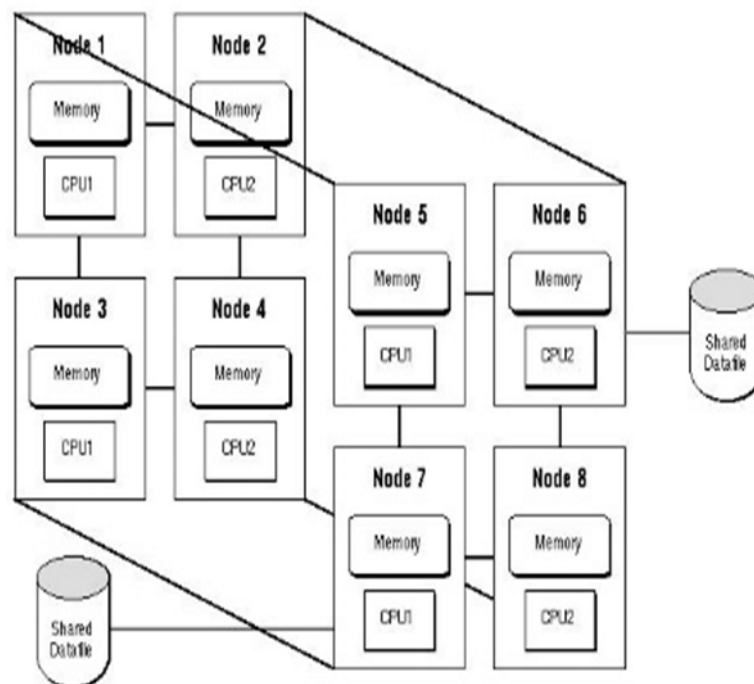 Node 1
Memory
CPU1
Node 2
Memory
CPU2
Node 3
Memory
CPU1
Node 4
Memory
CPU2
Node 5
Memory
CPU1
Node 6
Memory
CPU2
Node 7
Memory
CPU1
Node 8
Memory
CPU2
Shared
Datafile
Shared
Datafile